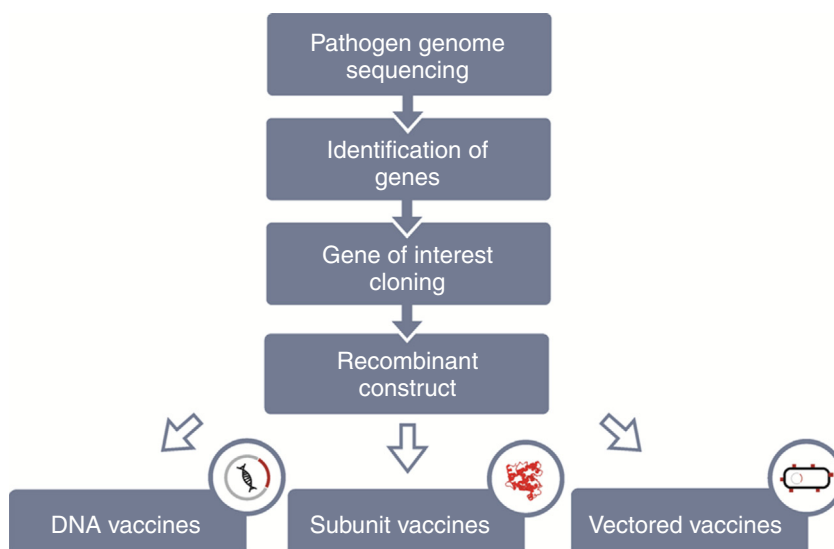 Pathogen genome
sequencing
Identification of
genes
Gene of interest
cloning
Recombinant
construct
DNA vaccines
Subunit vaccines
Vectored vaccines